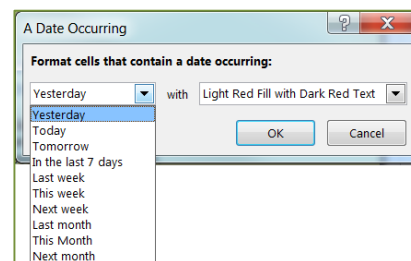 A Date Occurring
?
X
Format cells that contain a date occurring:
Yesterday with Light Red Fill with Dark Red Text
Yesterday
Today
Tomorrow
In the last 7 days
Last week
This week
Next week
Last month
This Month
Next month
OK Cancel